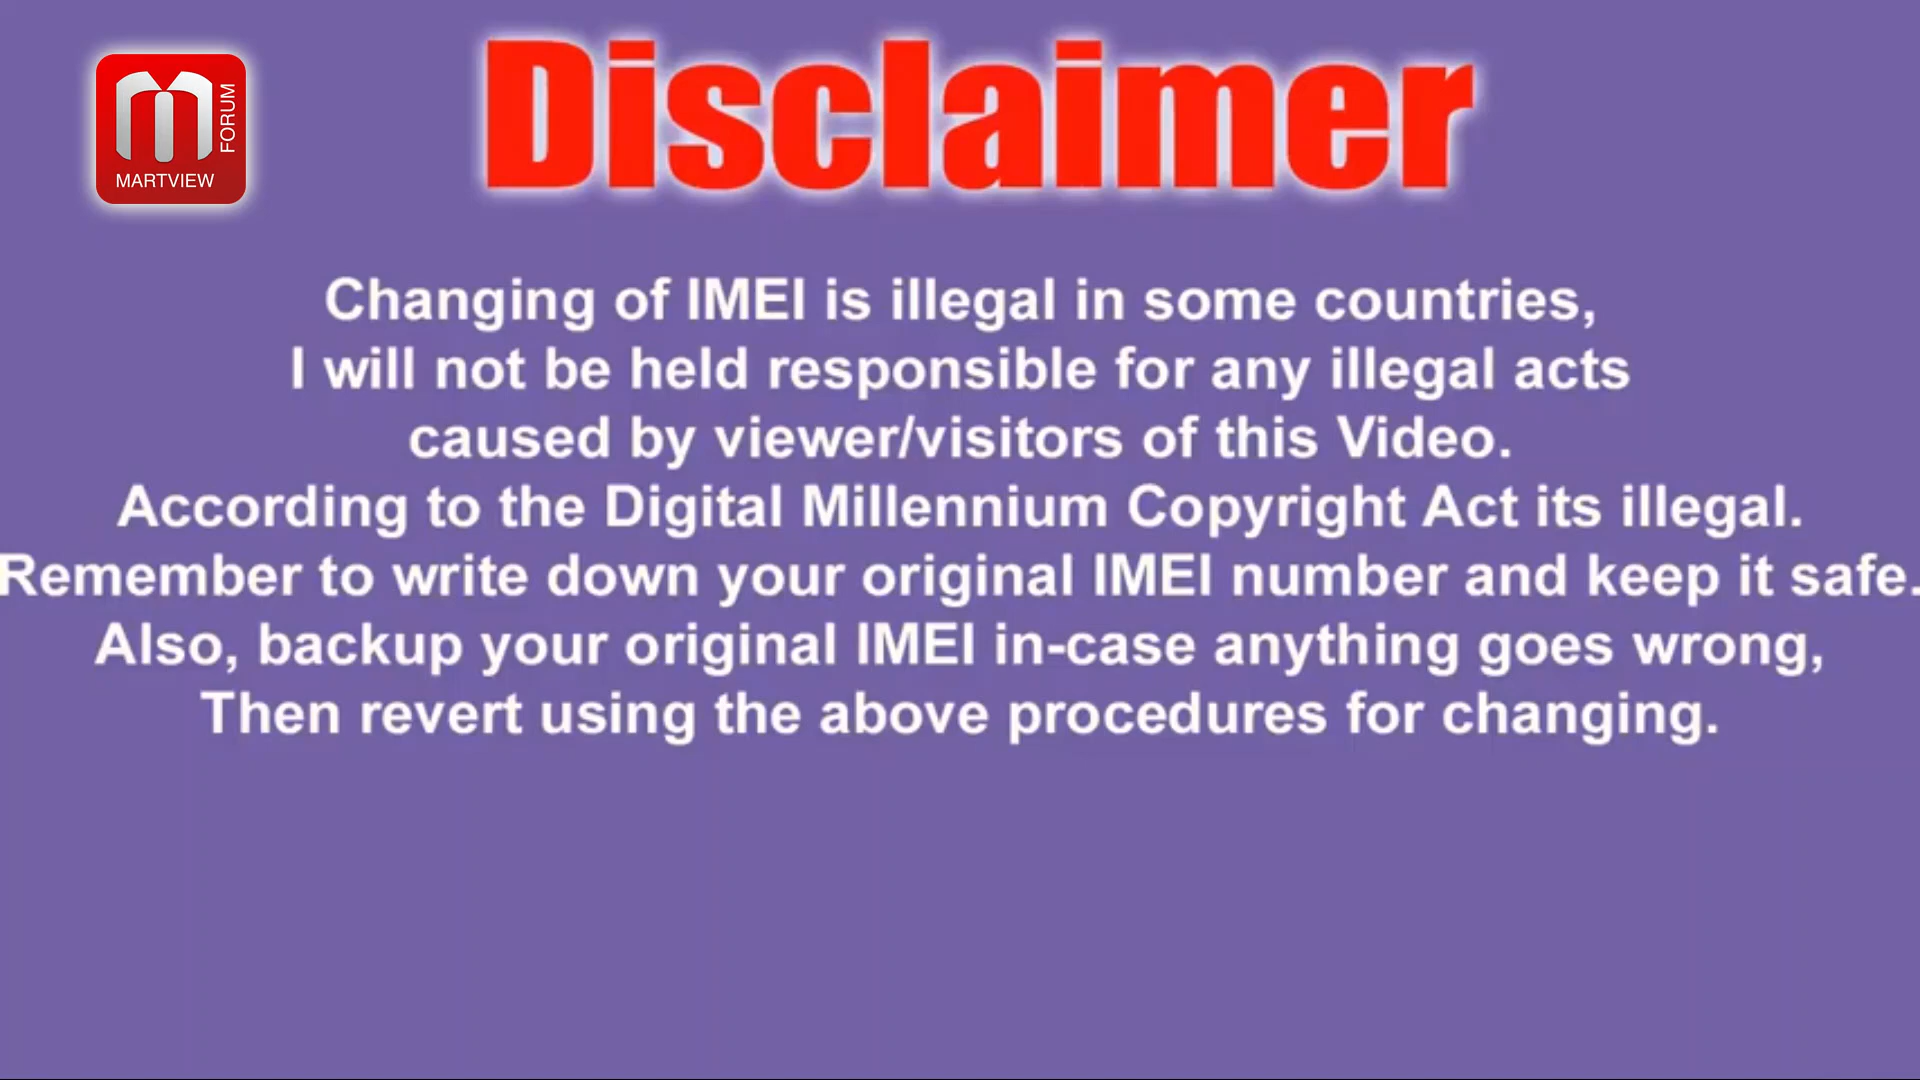 Disclaimer
FORUM
MARTVIEW
Changing of IMEI is illegal in some countries,
I will not be held responsible for any illegal acts
caused by viewer/visitors of this Video.
According to the Digital Millennium Copyright Act its illegal.
Remember to write down your original IMEI number and keep it safe.
Also, backup your original IMEI in-case anything goes wrong,
Then revert using the above procedures for changing.